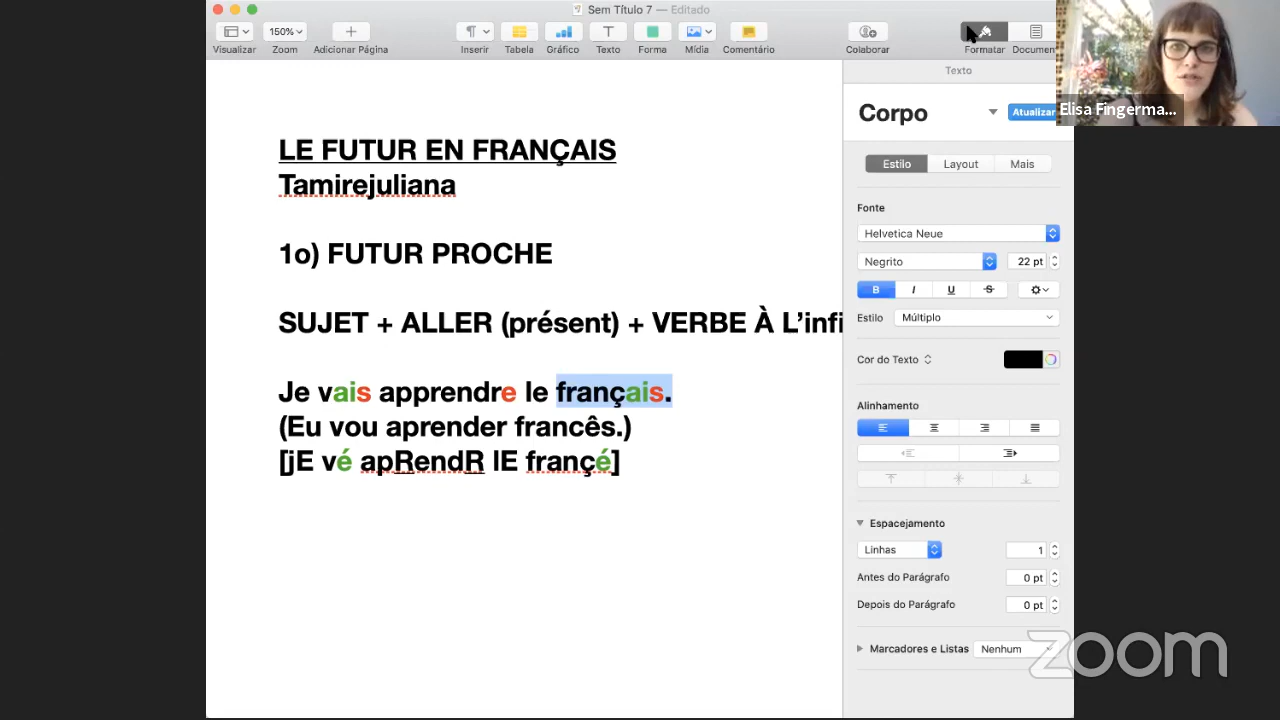 Sem Título 7 — Editado
150%
Visualizar Zoom Adicionar Página Inserir Tabela Gráfico Texto Forma Mídia Comentário Colaborar Formatar Documen
Texto
Elisa Fingerma...
Corpo Atualizar
Estilo Layout Mais
LE FUTUR EN FRANÇAIS
Tamirejuliana
1o) FUTUR PROCHE
SUJET + ALLER (présent) + VERBE À L’infi
Je vais apprendre le français.
(Eu vou aprender francês.)
[jE vé apRendR lE françé]
Fonte
Helvetica Neue
Negrito 22 pt
B I U S
Estilo Múltiplo
Cor do Texto
Alinhamento
Espacejamento
Linhas 1
Antes do Parágrafo 0 pt
Depois do Parágrafo 0 pt
Marcadores e Listas Nenhum
zoom